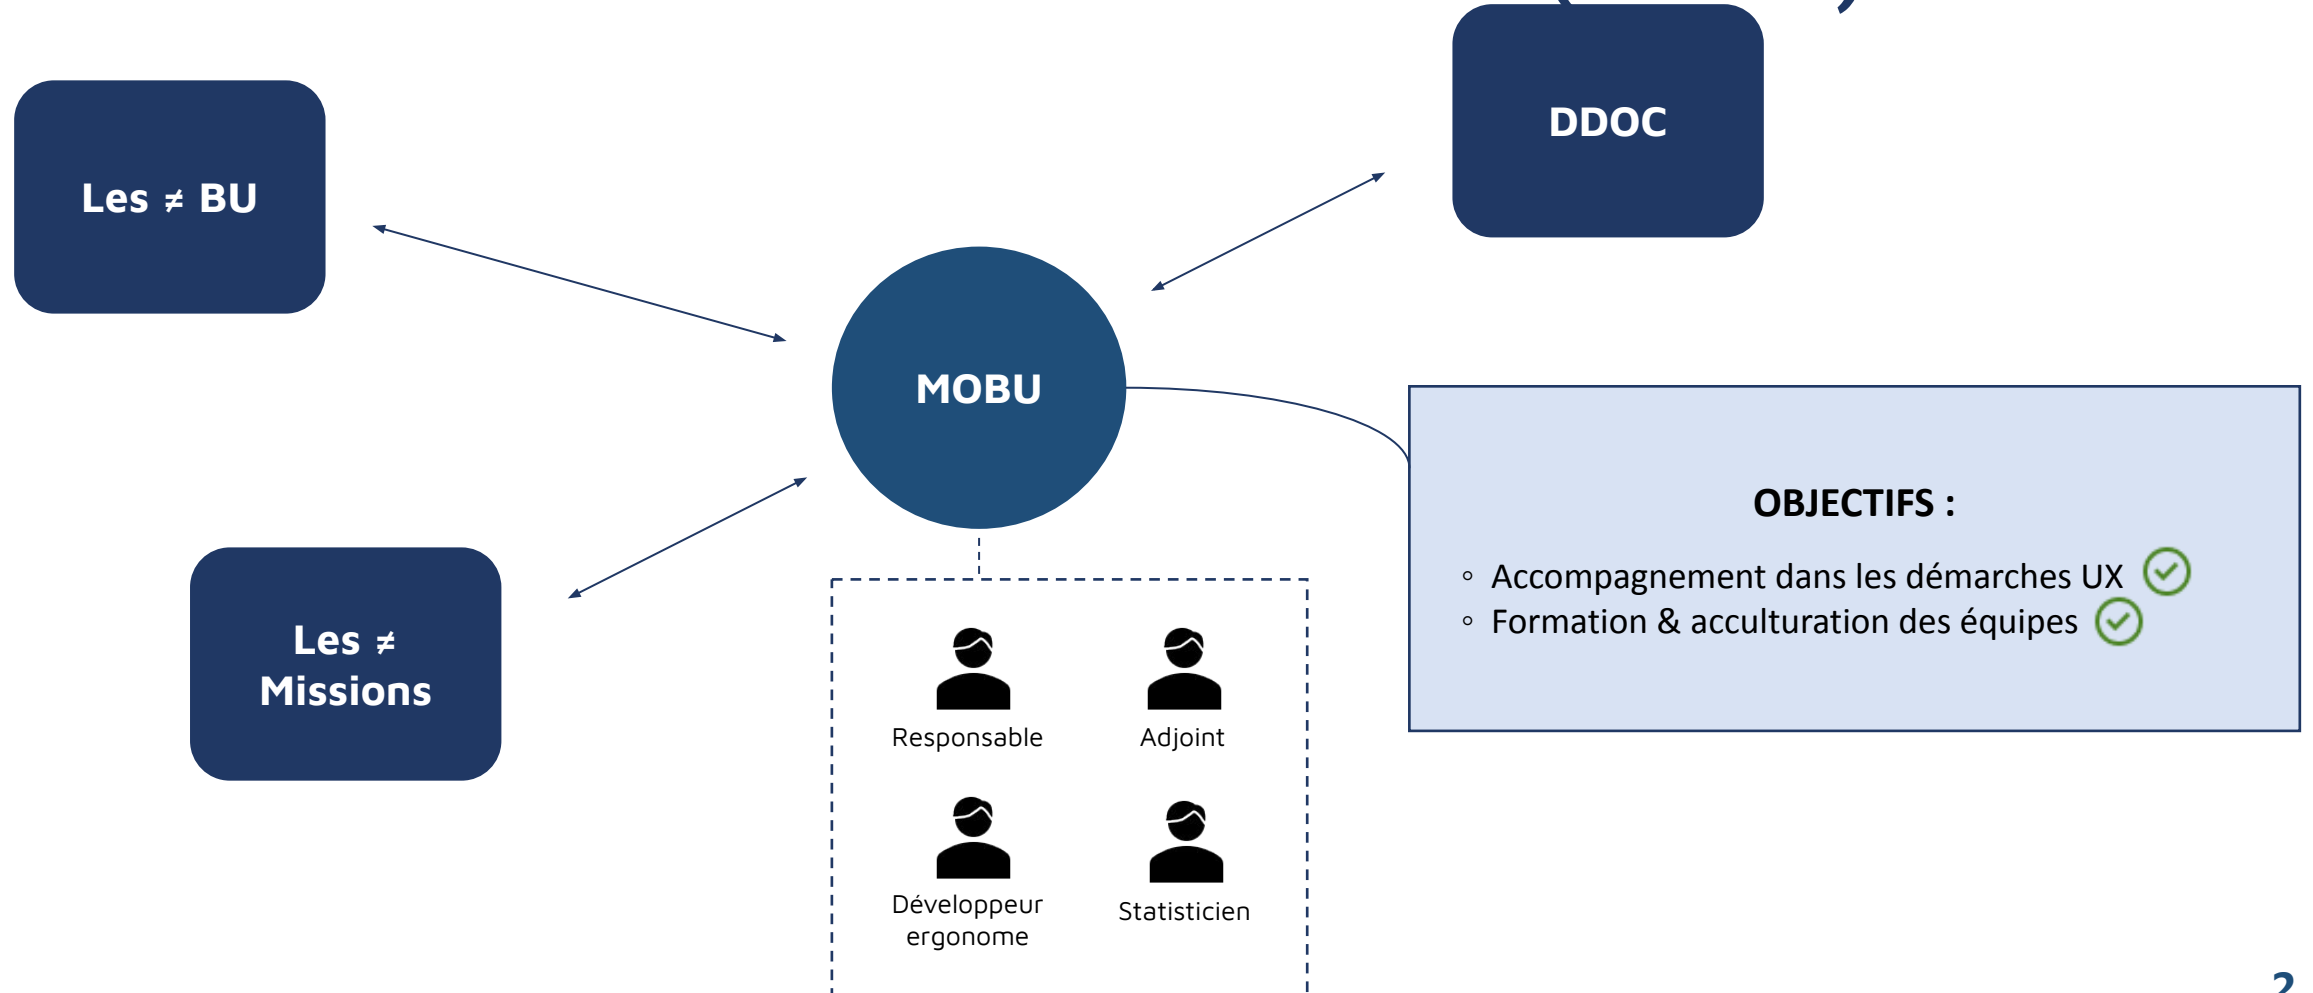 DDOC
Les ≠ BU
MOBU
OBJECTIFS :
◦ Accompagnement dans les démarches UX
◦ Formation & acculturation des équipes
Les ≠
Missions
Responsable
Adjoint
Développeur
ergonome
Statisticien
2